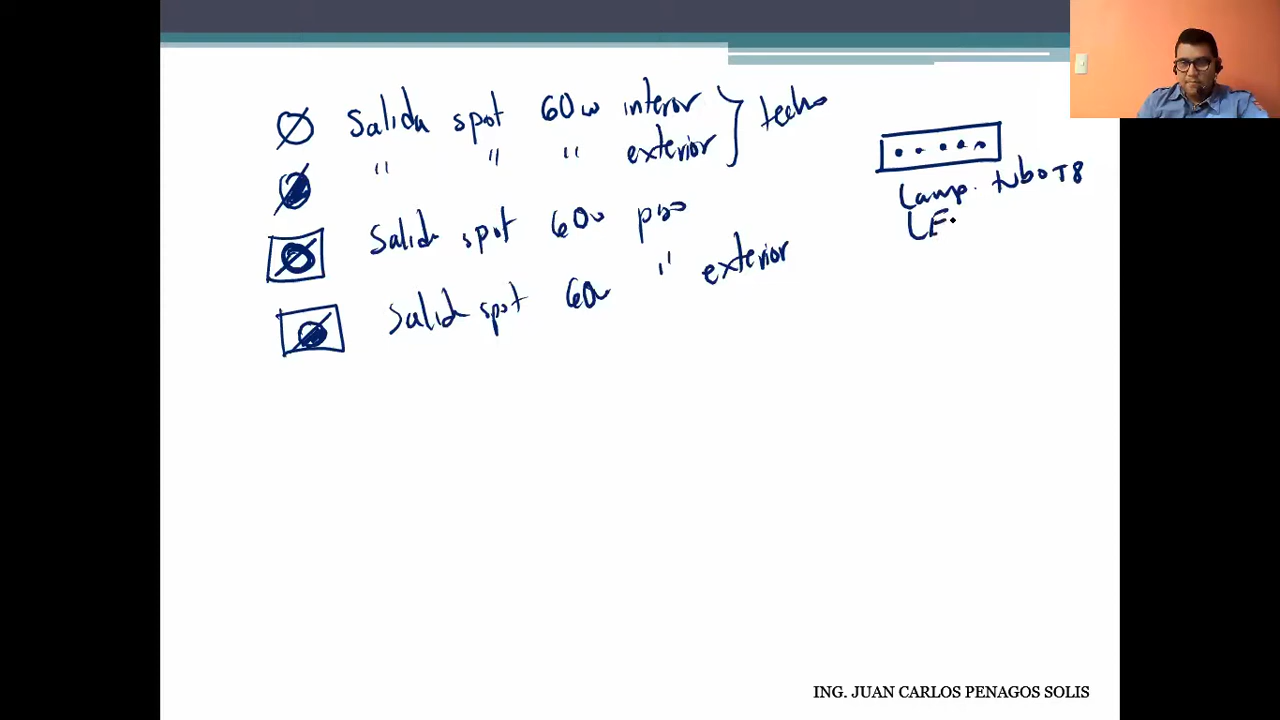 Salida spot 60w interior
" " " exterior
techo
Salida spot 60w piso
Salida spot 60w " exterior
Lamp. tubo T8
LE
ING. JUAN CARLOS PENAGOS SOLIS